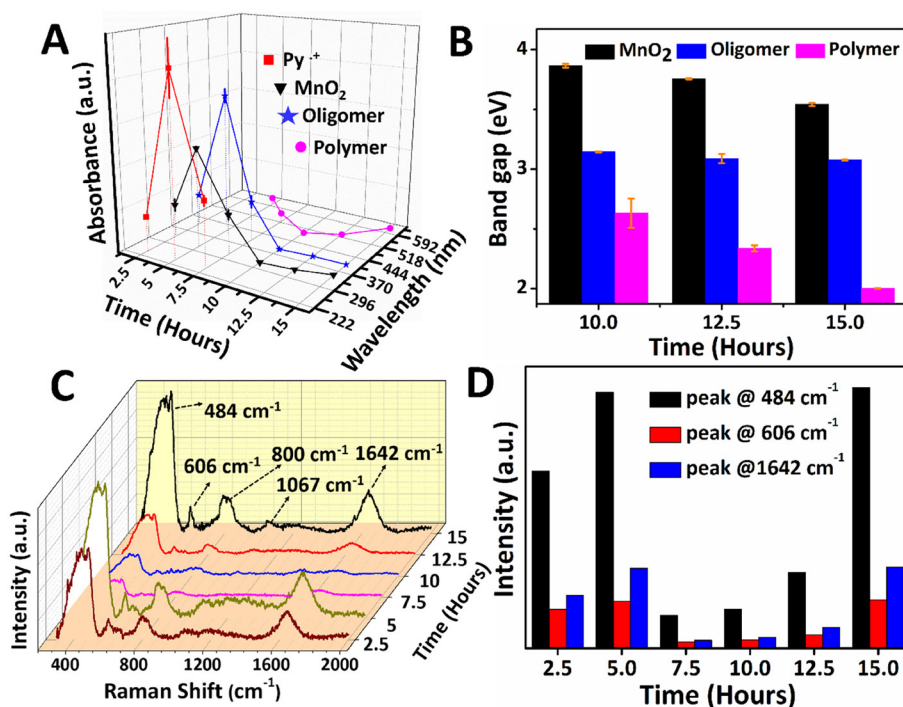 A
Absorbance (a.u.)
Py ·+
MnO2
Oligomer
Polymer
2.5
5
7.5
10
12.5
15
Time (Hours)
222
296
370
444
518
592
Wavelength (nm)
B
MnO2 Oligomer Polymer
Band gap (eV)
4
3
2
10.0 12.5 15.0
Time (Hours)
C
Intensity (a.u.)
484 cm-1
606 cm-1
800 cm-1
1067 cm-1
1642 cm-1
400 800 1200 1600 2000
Raman Shift (cm-1)
15
12.5
10
7.5
5
2.5
Time (Hours)
D
Intensity (a.u.)
peak @ 484 cm-1
peak @ 606 cm-1
peak @1642 cm-1
2.5 5.0 7.5 10.0 12.5 15.0
Time (Hours)